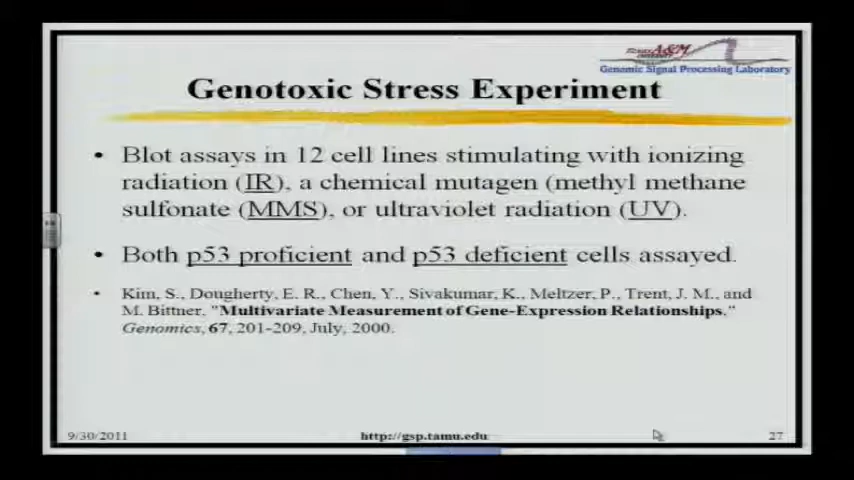 TEXAS A&M
UNIVERSITY
Genomic Signal Processing Laboratory
Genotoxic Stress Experiment
• Blot assays in 12 cell lines stimulating with ionizing
radiation (IR), a chemical mutagen (methyl methane
sulfonate (MMS), or ultraviolet radiation (UV).
• Both p53 proficient and p53 deficient cells assayed.
• Kim, S., Dougherty, E. R., Chen, Y., Sivakumar, K., Meltzer, P., Trent, J. M., and
M. Bittner, "Multivariate Measurement of Gene-Expression Relationships,"
Genomics, 67, 201-209, July, 2000.
9/30/2011 http://gsp.tamu.edu 27